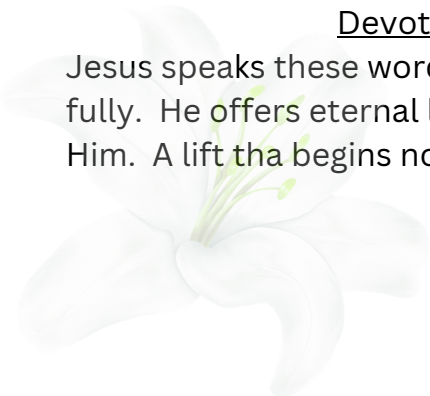 Devot
Jesus speaks these word
fully.  He offers eternal l
Him.  A lift tha begins no